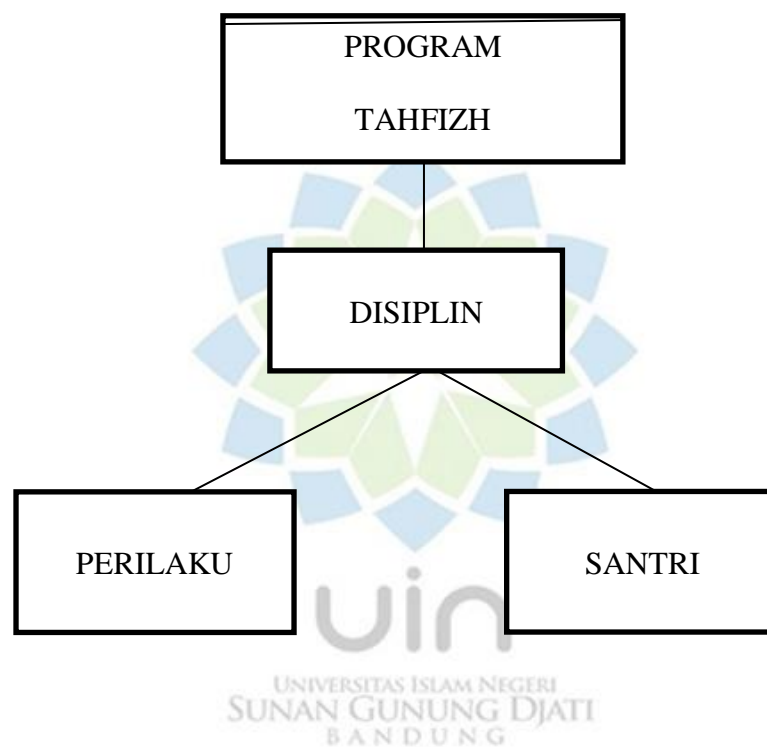 PROGRAM
TAHFIZH
DISIPLIN
PERILAKU
SANTRI
uin
UNIVERSITAS ISLAM NEGERI
SUNAN GUNUNG DJATI
BANDUNG